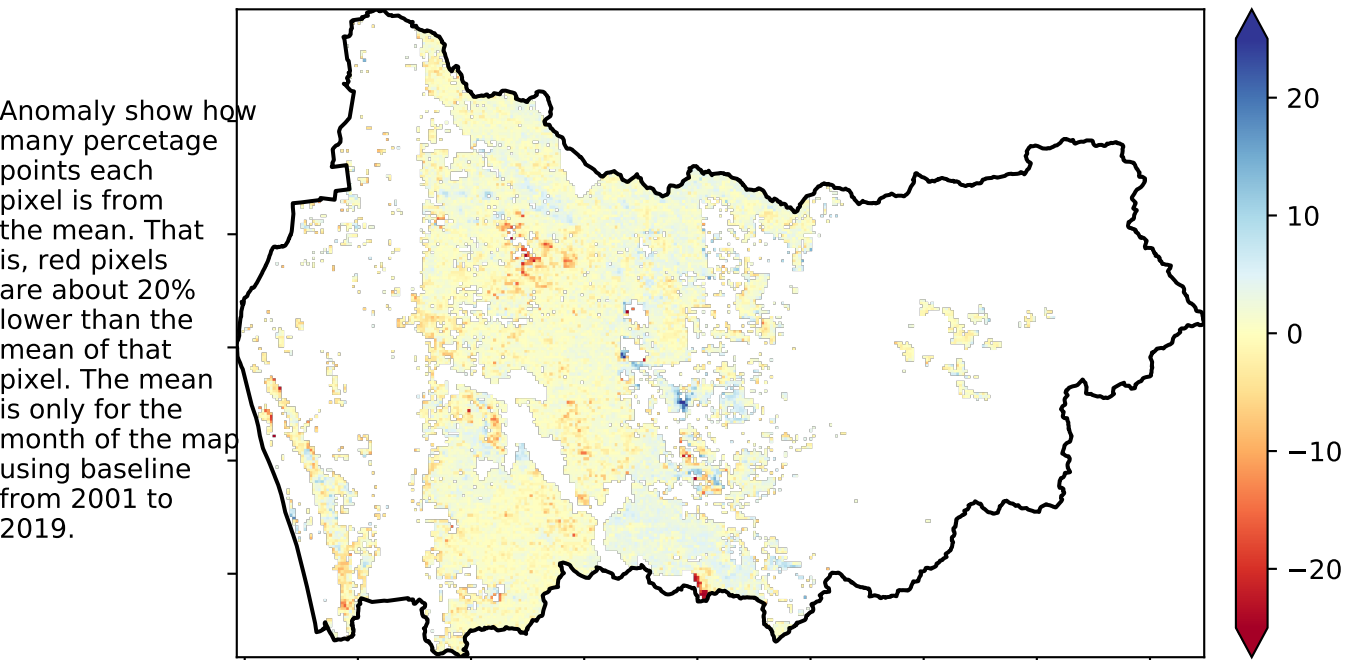 Anomaly show how
many percetage
points each
pixel is from
the mean. That
is, red pixels
are about 20%
lower than the
mean of that
pixel. The mean
is only for the
month of the map
using baseline
from 2001 to
2019.
20
10
0
−10
−20